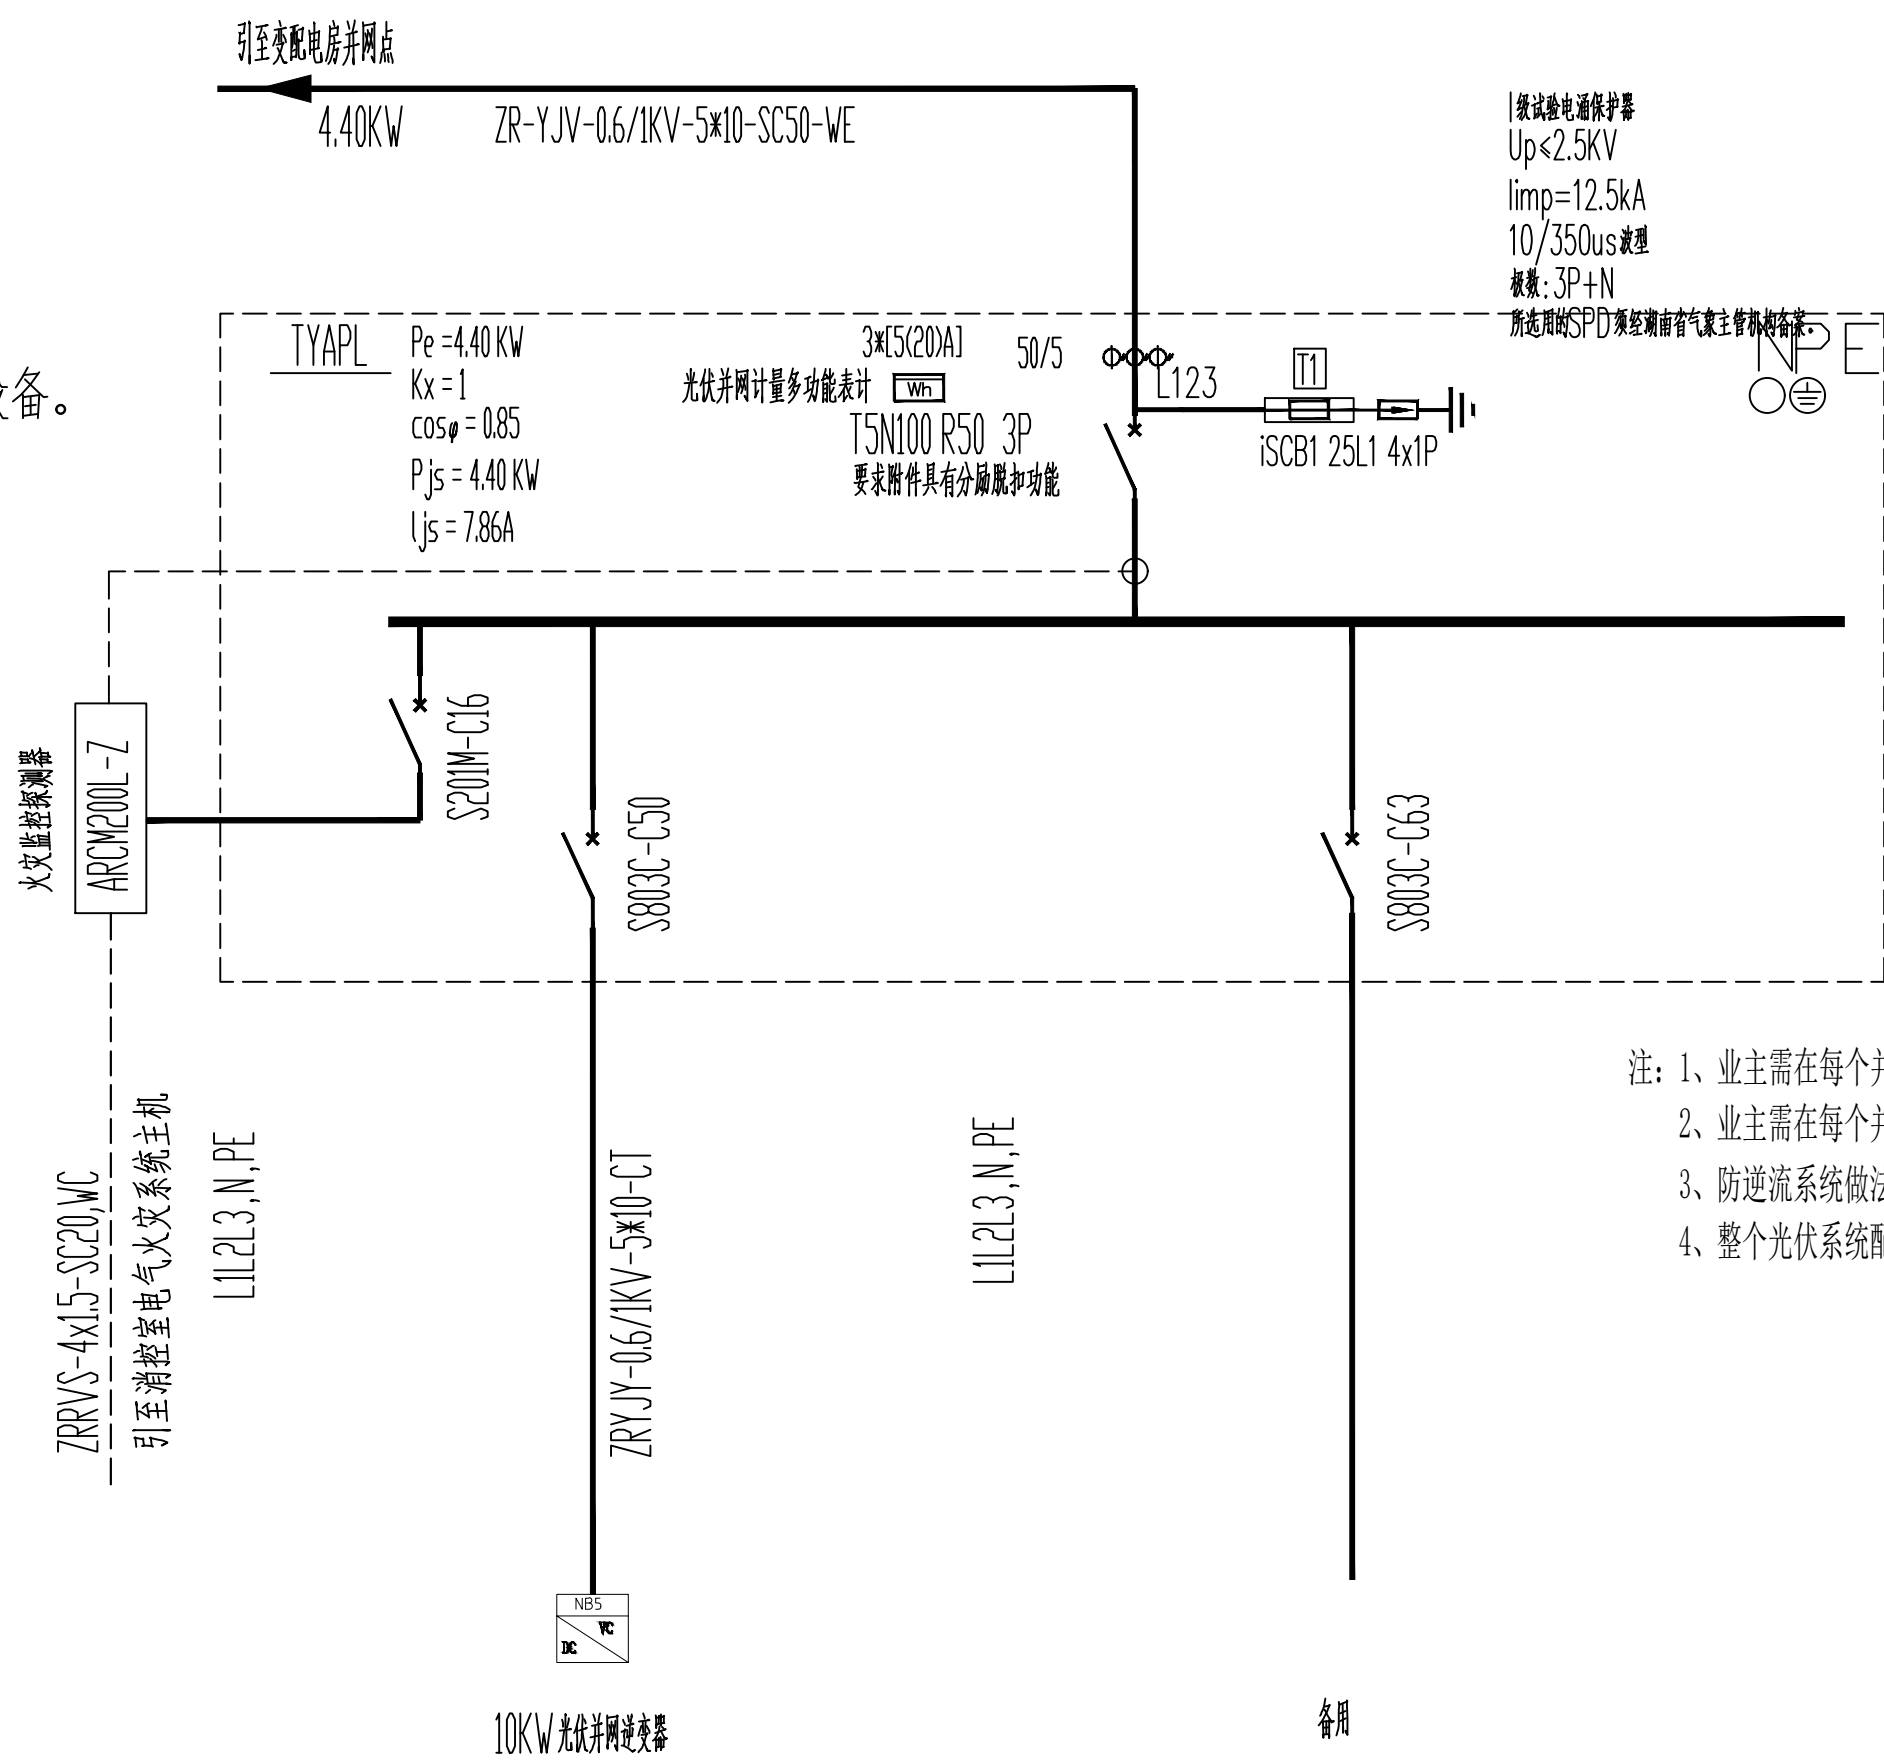 引至变配电房并网点
4.40KW
ZR-YJV-0.6/1KV-5*10-SC50-WE
I级试验电涌保护器
Up≤2.5KV
Iimp=12.5kA
10/350us波型
极数:3P+N
所选用的SPD须经湖南省气象主管机构备案.
备。
TYAPL
Pe =4.40 KW
Kx = 1
cosφ = 0.85
Pjs = 4.40 KW
Ijs = 7.86A
3*[5(20)A]
光伏并网计量多功能表计
Wh
50/5
L123
T5N100 R50 3P
要求附件具有分励脱扣功能
T1
iSCB1 25L1 4x1P
N
PE
火灾监控探测器
ARCM200L-Z
S201M-C16
S803C-C50
S803C-C63
ZRRVS-4x1.5-SC20,WC
引至消控室电气火灾系统主机
L1L2L3,N,PE
ZRYJY-0.6/1KV-5*10-CT
L1L2L3,N,PE
注：1、业主需在每个并
2、业主需在每个并
3、防逆流系统做法
4、整个光伏系统配
NB5
DC
10KW光伏并网逆变器
备用